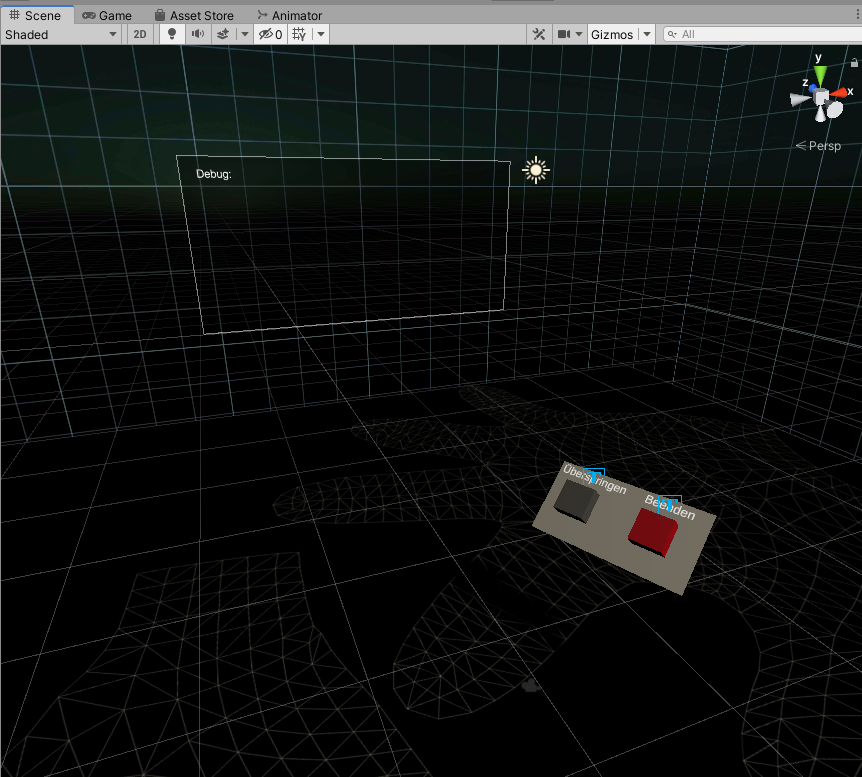 Scene
Game
Asset Store
Animator
Shaded
2D
0
Gizmos
All
y
z
x
Persp
Debug:
Überspringen
Beenden